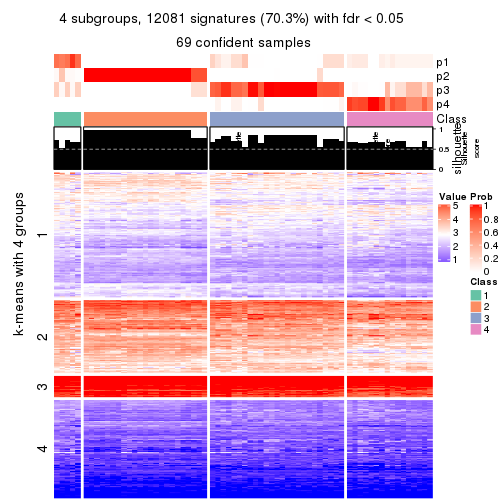 4 subgroups, 12081 signatures (70.3%) with fdr < 0.05
69 confident samples
p1
p2
p3
p4
Class
1
0.5
0
silhouette
Silhouette
score
k-means with 4 groups
1
2
3
4
Value
5
4
3
2
1
Prob
1
0.8
0.6
0.4
0.2
0
Class
1
2
3
4